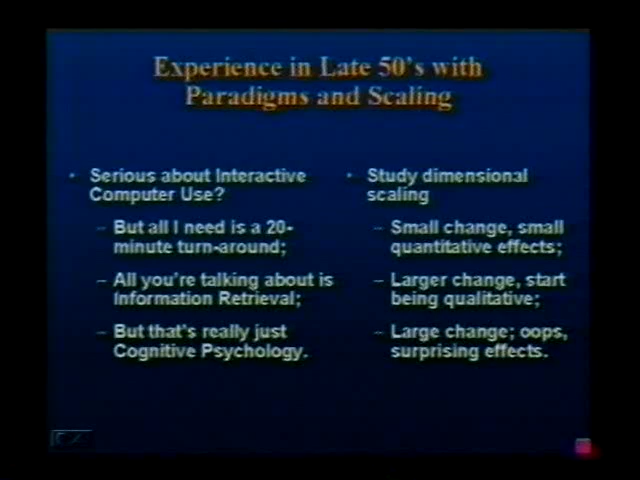 Experience in Late 50's with
Paradigms and Scaling
• Serious about Interactive
Computer Use?
– But all I need is a 20-
minute turn-around;
– All you're talking about is
Information Retrieval;
– But that's really just
Cognitive Psychology.
• Study dimensional
scaling
– Small change, small
quantitative effects;
– Larger change, start
being qualitative;
– Large change; oops,
surprising effects.